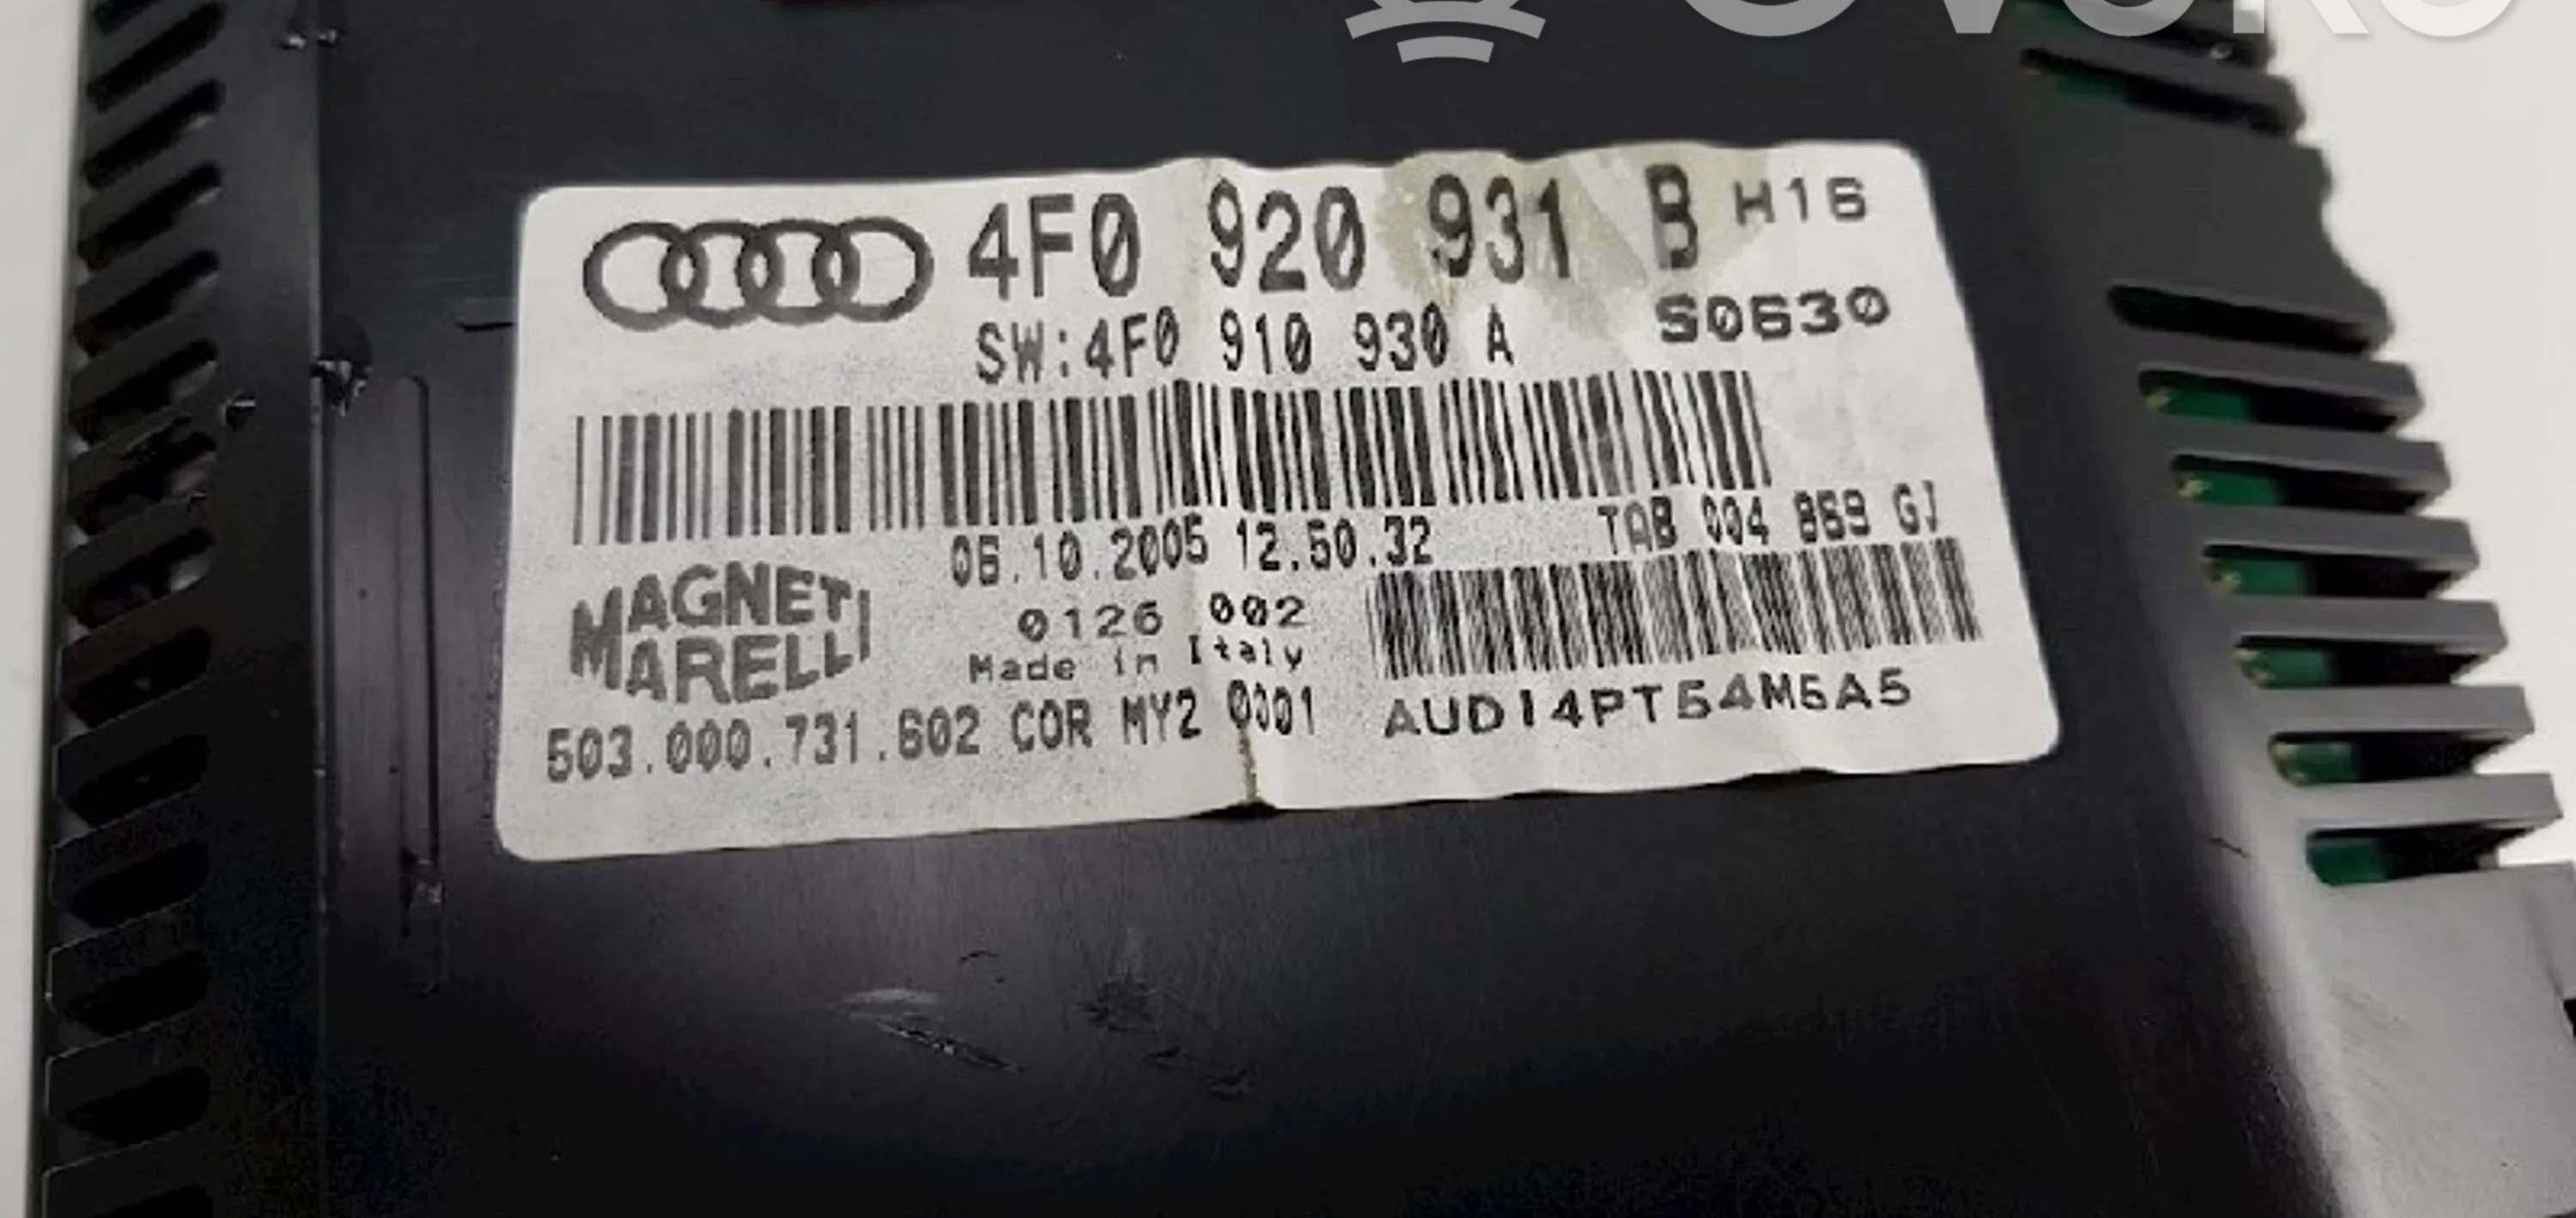 4F0 920 931 B H16
SW:4F0 910 930 A S0630
06.10.2005 12.50.32 TAB 004 869 GJ
MAGNETI
MARELLI
0126 002
Made in Italy
503.000.731.602 COR MY2 0001
AUDI4PT54M6A5